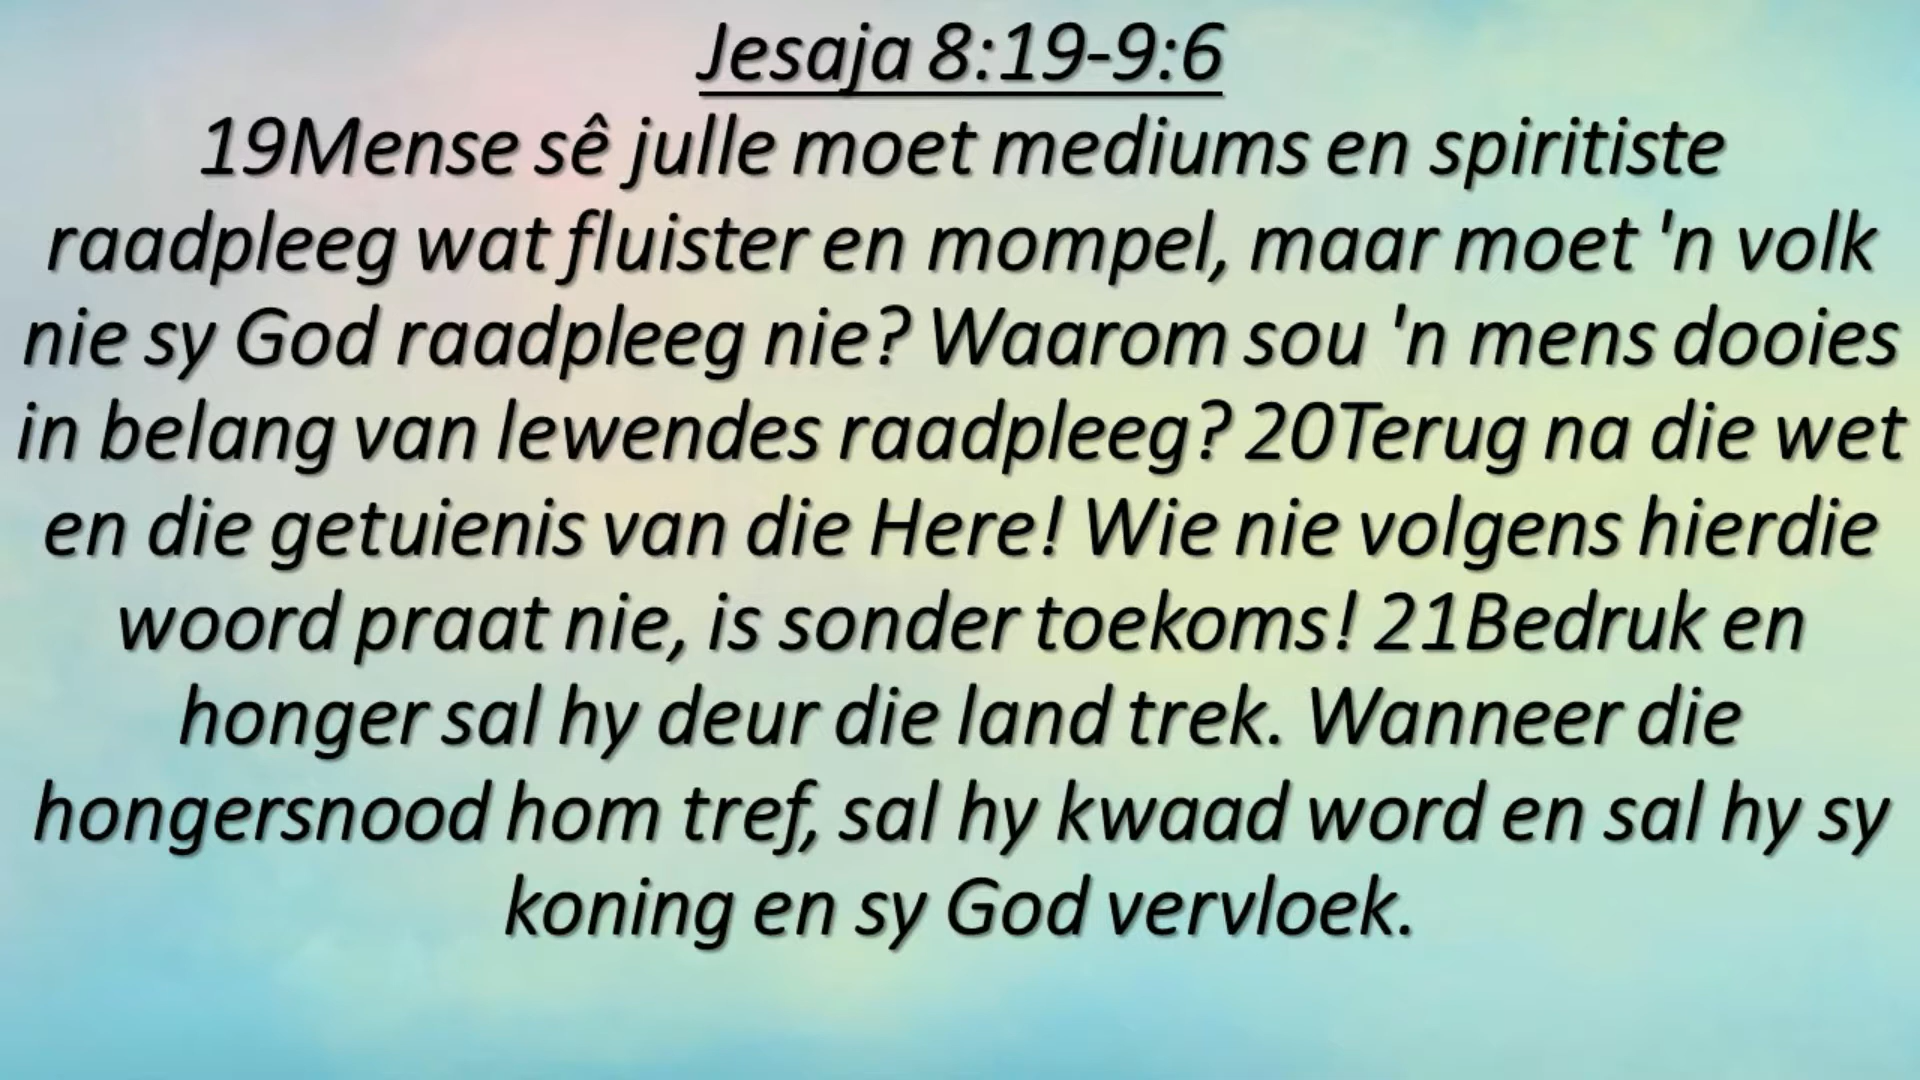 Jesaja 8:19-9:6
19Mense sê julle moet mediums en spiritiste
raadpleeg wat fluister en mompel, maar moet 'n volk
nie sy God raadpleeg nie? Waarom sou 'n mens dooies
in belang van lewendes raadpleeg? 20Terug na die wet
en die getuienis van die Here! Wie nie volgens hierdie
woord praat nie, is sonder toekoms! 21Bedruk en
honger sal hy deur die land trek. Wanneer die
hongersnood hom tref, sal hy kwaad word en sal hy sy
koning en sy God vervloek.